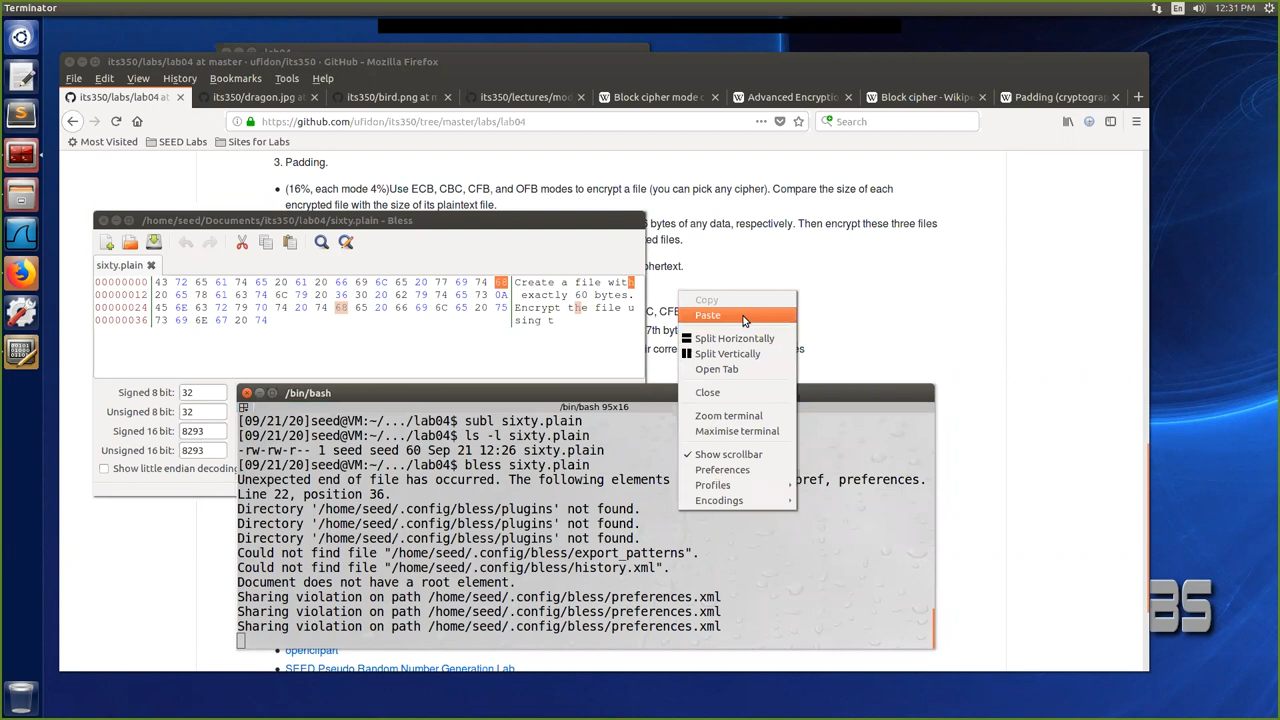 Terminator
En
12:31 PM
lab04
its350/labs/lab04 at master · ufidon/its350 · GitHub - Mozilla Firefox
File Edit View History Bookmarks Tools Help
its350/labs/lab04 at
its350/dragon.jpg at
its350/bird.png at m
its350/lectures/mod
Block cipher mode o
Advanced Encryptio
Block cipher - Wikipe
Padding (cryptograp
https://github.com/ufidon/its350/tree/master/labs/lab04
Search
Most Visited
SEED Labs
Sites for Labs
3. Padding.
(16%, each mode 4%)Use ECB, CBC, CFB, and OFB modes to encrypt a file (you can pick any cipher). Compare the size of each
encrypted file with the size of its plaintext file.
/home/seed/Documents/its350/lab04/sixty.plain - Bless
bytes of any data, respectively. Then encrypt these three files
ed files.
sixty.plain
phertext.
00000000 43 72 65 61 74 65 20 61 20 66 69 6C 65 20 77 69 74 68 Create a file with
00000012 20 65 78 61 63 74 6C 79 20 36 30 20 62 79 74 65 73 0A exactly 60 bytes.
00000024 45 6E 63 72 79 70 74 20 74 68 65 20 66 69 6C 65 20 75 Encrypt the file u
00000036 73 69 6E 67 20 74 sing t
C, CF
7th by
ir corre
es
Copy
Paste
Split Horizontally
Split Vertically
Open Tab
Close
Zoom terminal
Maximise terminal
Show scrollbar
Preferences
Profiles
Encodings
Signed 8 bit: 32
Unsigned 8 bit: 32
Signed 16 bit: 8293
Unsigned 16 bit: 8293
Show little endian decoding
/bin/bash
/bin/bash 95x16
[09/21/20]seed@VM:~/.../lab04$ subl sixty.plain
[09/21/20]seed@VM:~/.../lab04$ ls -l sixty.plain
-rw-rw-r-- 1 seed seed 60 Sep 21 12:26 sixty.plain
[09/21/20]seed@VM:~/.../lab04$ bless sixty.plain
Unexpected end of file has occurred. The following elements pref, preferences.
Line 22, position 36.
Directory '/home/seed/.config/bless/plugins' not found.
Directory '/home/seed/.config/bless/plugins' not found.
Directory '/home/seed/.config/bless/plugins' not found.
Could not find file "/home/seed/.config/bless/export_patterns".
Could not find file "/home/seed/.config/bless/history.xml".
Document does not have a root element.
Sharing violation on path /home/seed/.config/bless/preferences.xml
Sharing violation on path /home/seed/.config/bless/preferences.xml
Sharing violation on path /home/seed/.config/bless/preferences.xml
openclipart
SEED Pseudo Random Number Generation Lab
BS